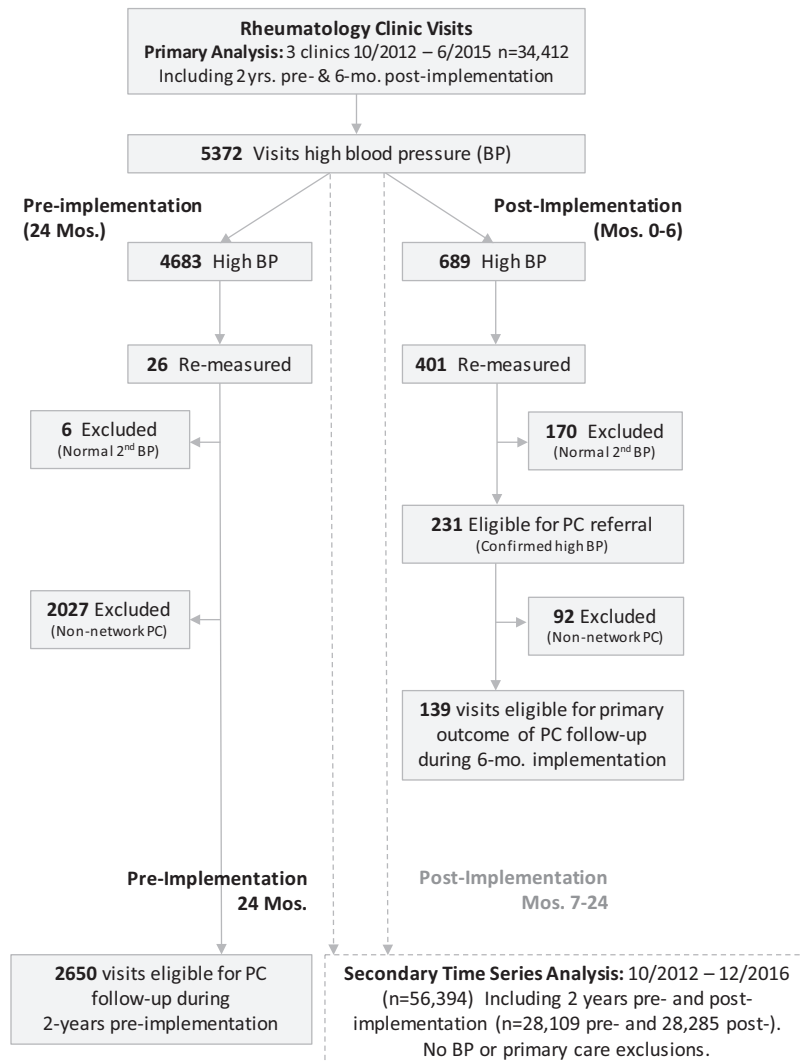 Rheumatology Clinic Visits
Primary Analysis: 3 clinics 10/2012 – 6/2015 n=34,412
Including 2 yrs. pre- & 6-mo. post-implementation
5372 Visits high blood pressure (BP)
Pre-implementation
(24 Mos.)
Post-Implementation
(Mos. 0-6)
4683 High BP
689 High BP
26 Re-measured
401 Re-measured
6 Excluded
(Normal 2nd BP)
170 Excluded
(Normal 2nd BP)
231 Eligible for PC referral
(Confirmed high BP)
2027 Excluded
(Non-network PC)
92 Excluded
(Non-network PC)
139 visits eligible for primary
outcome of PC follow-up
during 6-mo. implementation
Pre-Implementation
24 Mos.
Post-Implementation
Mos. 7-24
2650 visits eligible for PC
follow-up during
2-years pre-implementation
Secondary Time Series Analysis: 10/2012 – 12/2016
(n=56,394) Including 2 years pre- and post-
implementation (n=28,109 pre- and 28,285 post-).
No BP or primary care exclusions.